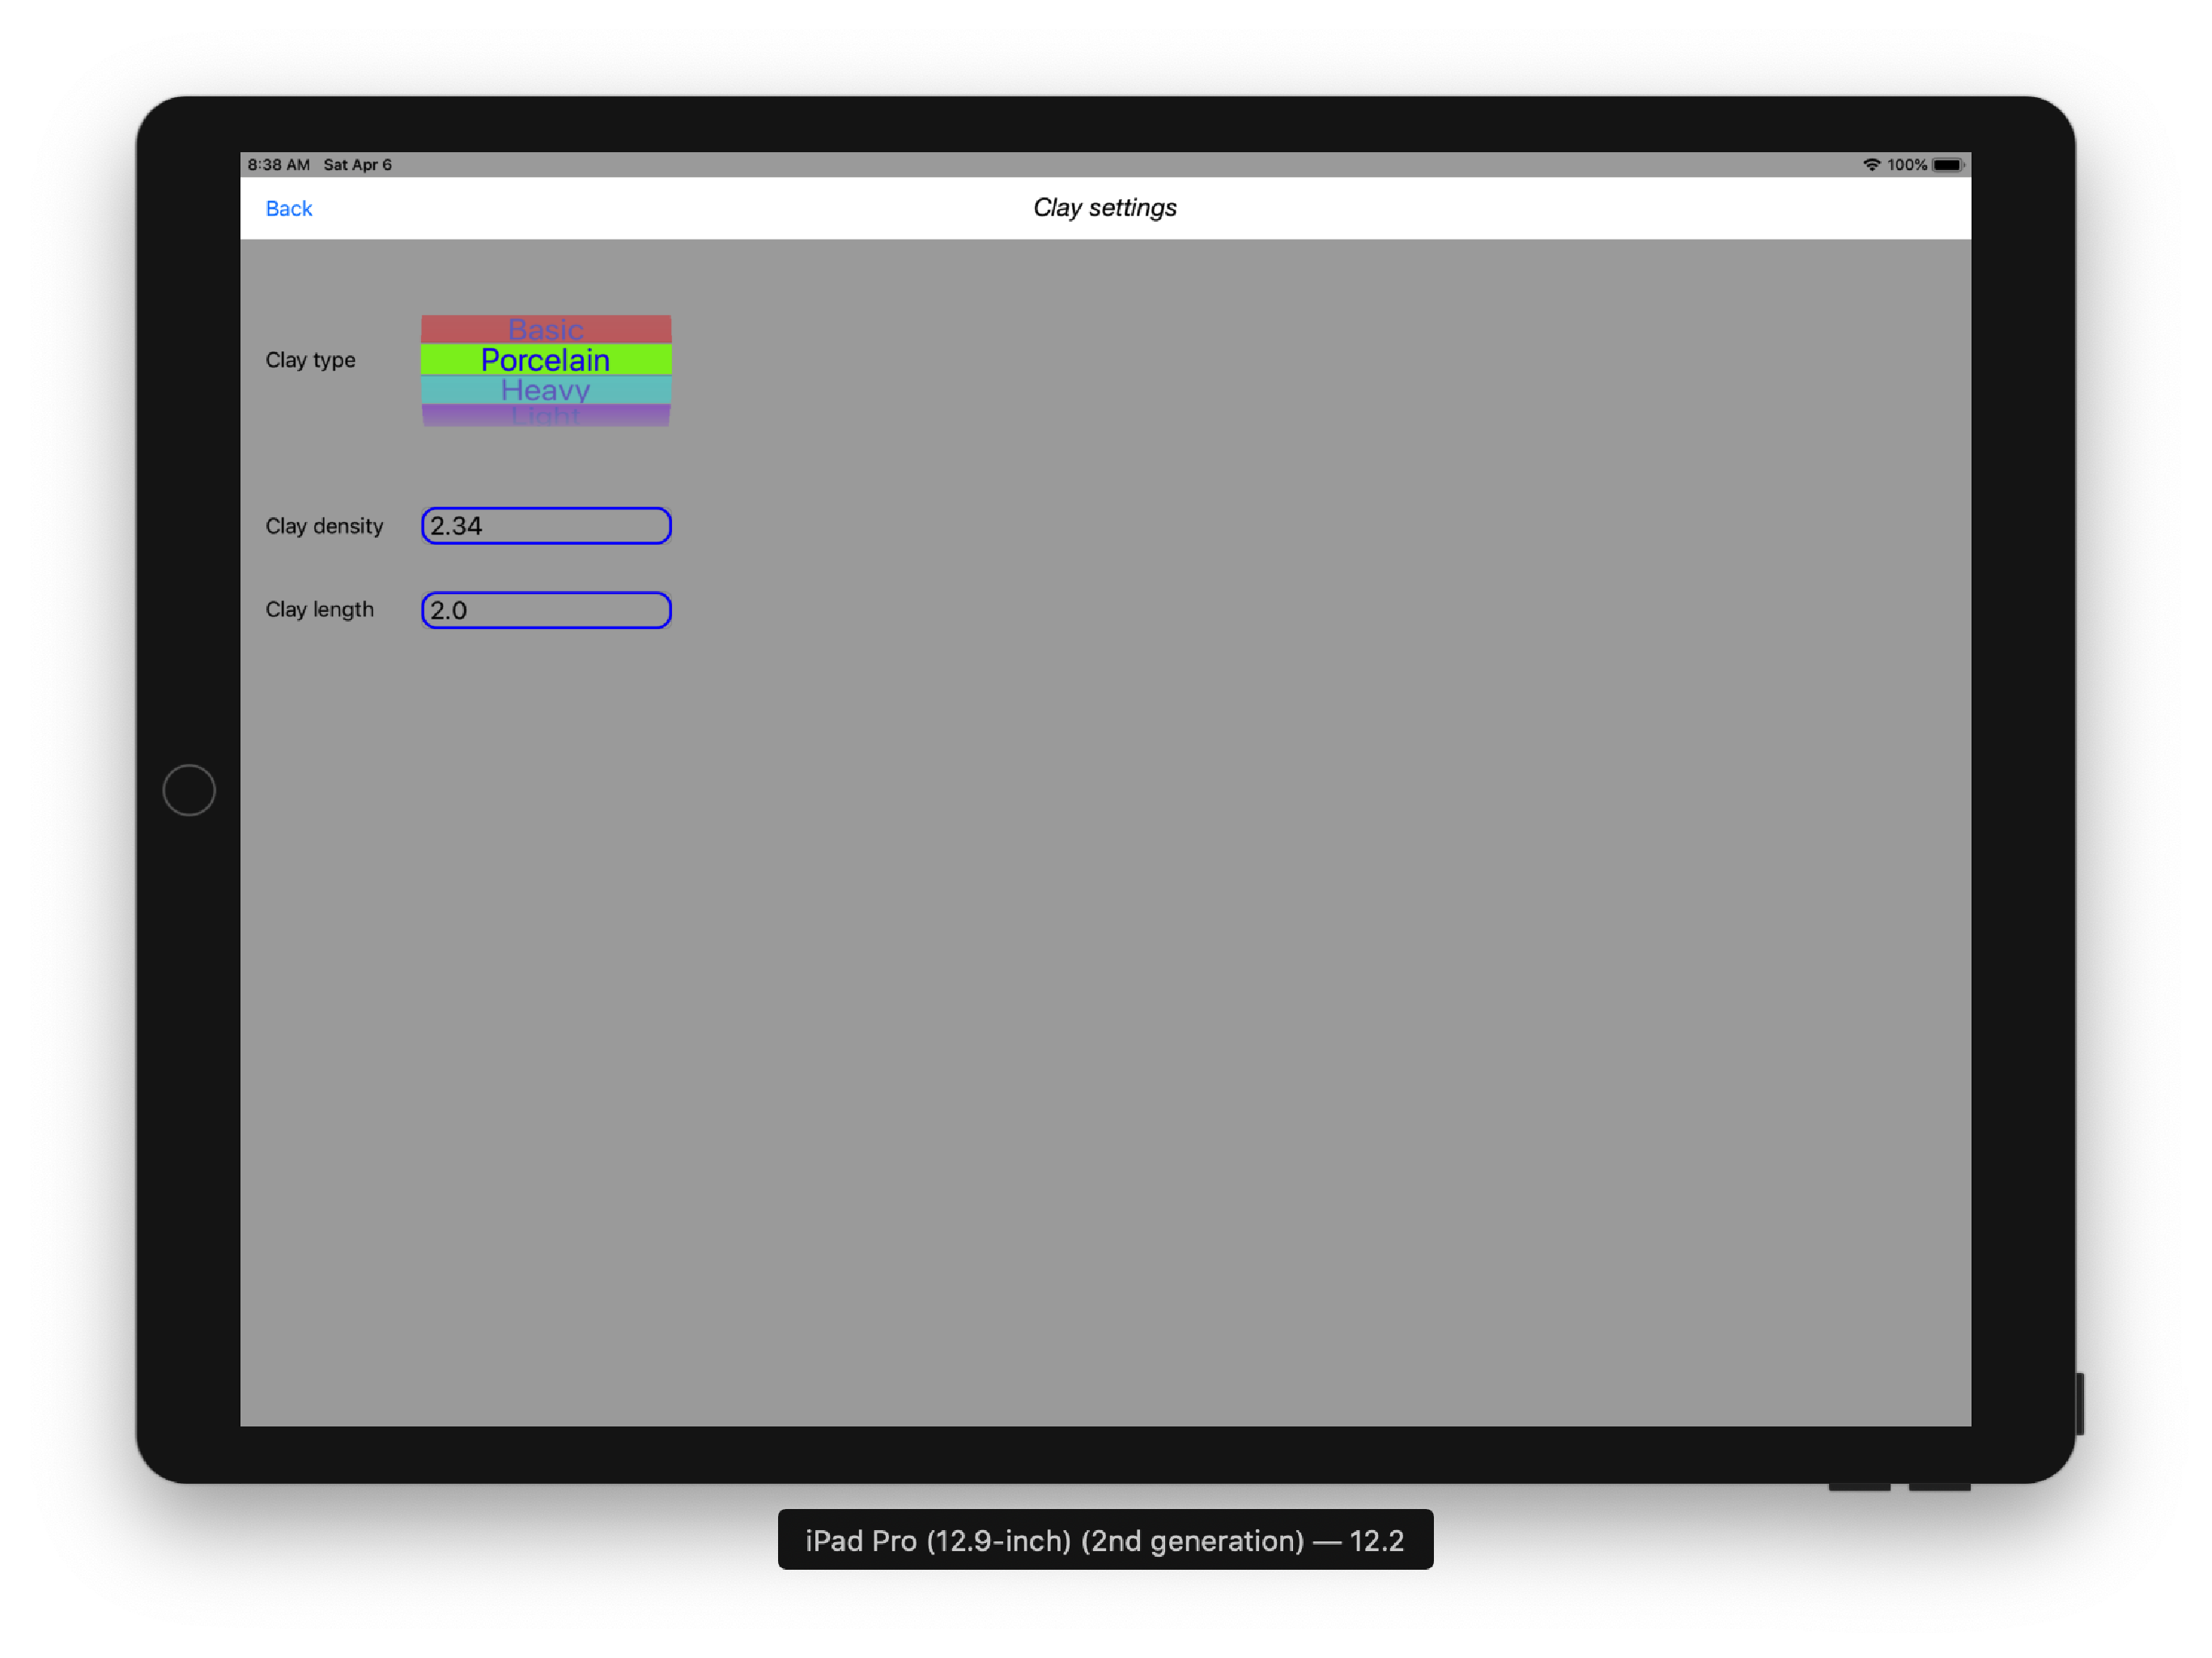 8:38 AM Sat Apr 6 100%
Back Clay settings
Basic
Clay type Porcelain
Heavy
Light
Clay density 2.34
Clay length 2.0
iPad Pro (12.9-inch) (2nd generation) — 12.2